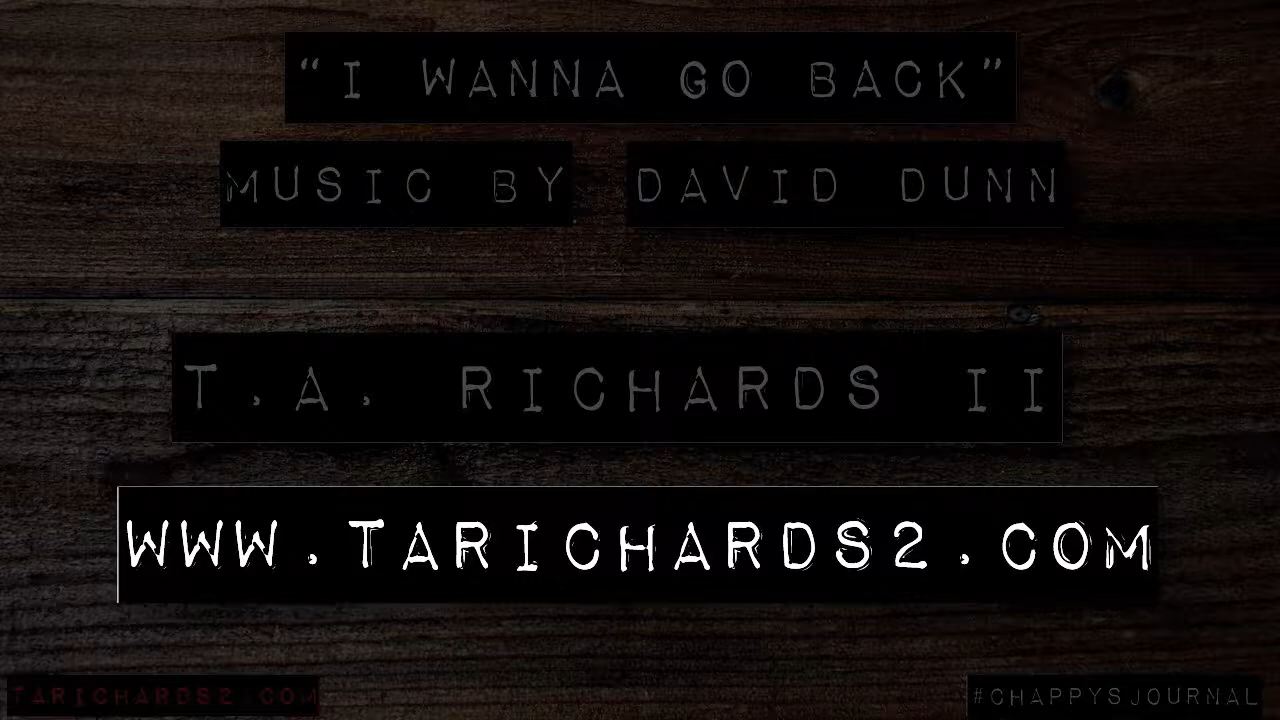 “I WANNA GO BACK”
MUSIC BY DAVID DUNN
T.A. RICHARDS II
WWW.TARICHARDS2.COM
TARICHARDS2.COM
#CHAPPYSJOURNAL